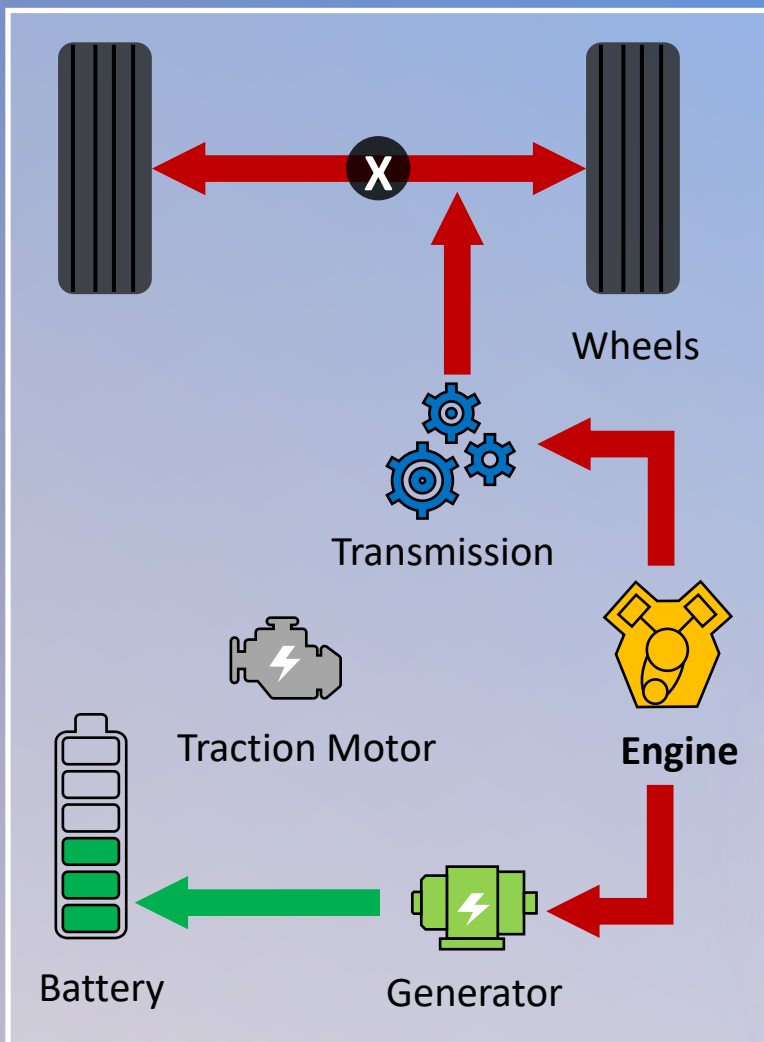 X
Wheels
Transmission
Traction Motor
Engine
Battery
Generator